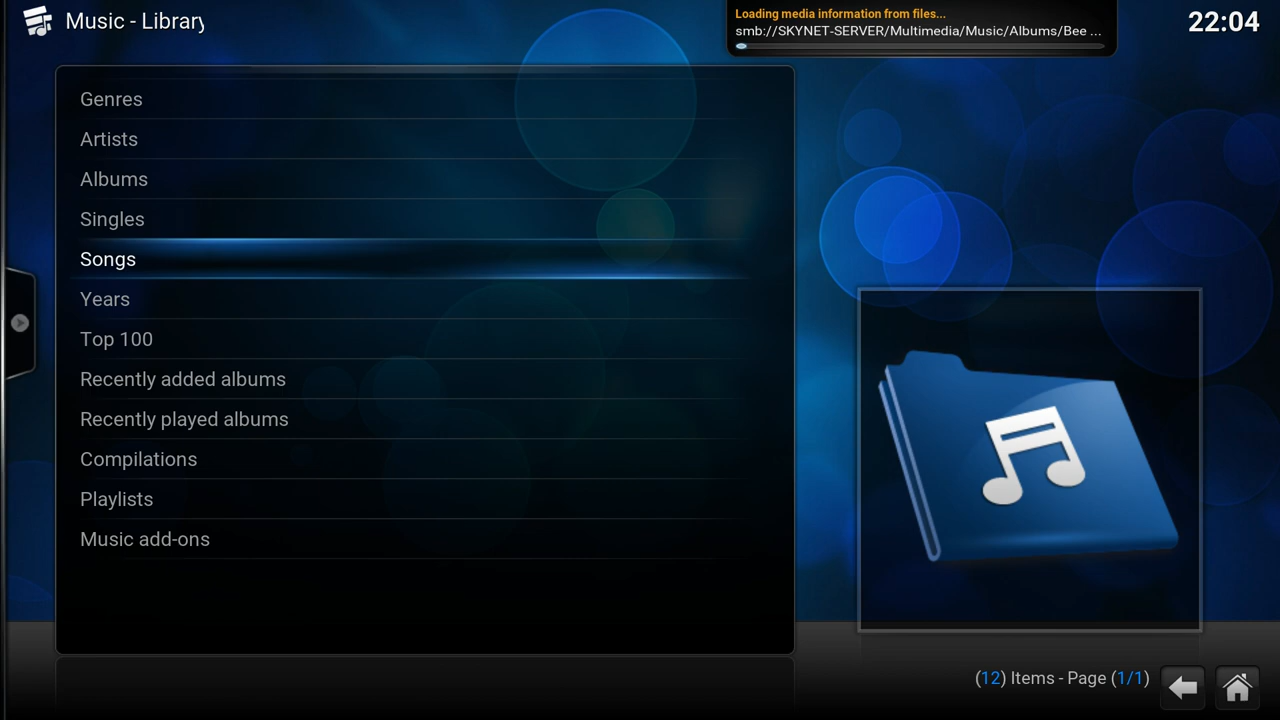 Music - Library
Loading media information from files...
smb://SKYNET-SERVER/Multimedia/Music/Albums/Bee ...
22:04
Genres
Artists
Albums
Singles
Songs
Years
Top 100
Recently added albums
Recently played albums
Compilations
Playlists
Music add-ons
(12) Items - Page (1/1)